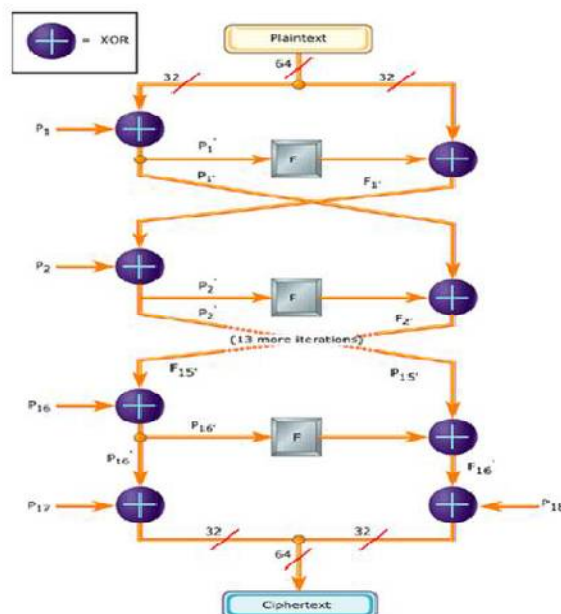 = XOR
Plaintext
64
32 32
P1
P1' F
P1' F1'
P2
P2' F
P2' F2'
(13 more iterations)
F15' P15'
P16
P16' F
P16' F16'
P17 P18
32 32
64
Ciphertext